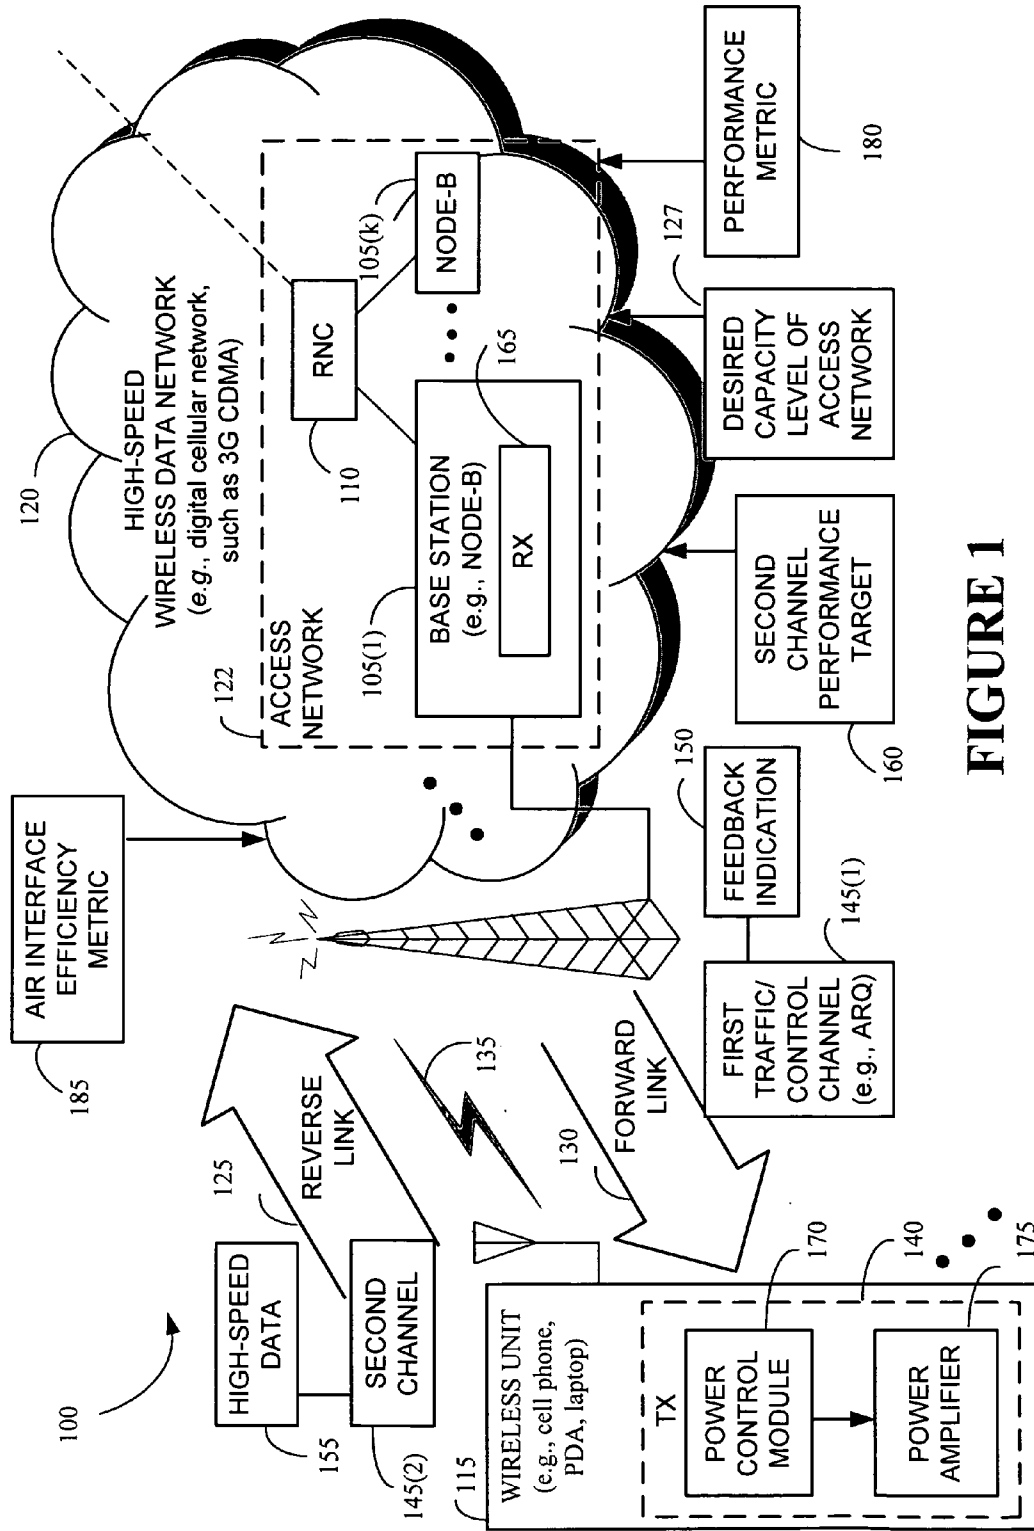 100
120
HIGH-SPEED
WIRELESS DATA NETWORK
(e.g., digital cellular network,
such as 3G CDMA)
AIR INTERFACE
EFFICIENCY
METRIC
185
122
ACCESS
NETWORK
RNC
110
105(k)
NODE-B
105(1)
BASE STATION
(e.g., NODE-B)
RX
165
125
REVERSE
LINK
HIGH-SPEED
DATA
155
SECOND
CHANNEL
145(2)
135
130
FORWARD
LINK
115
WIRELESS UNIT
(e.g., cell phone,
PDA, laptop)
TX
POWER
CONTROL
MODULE
170
140
POWER
AMPLIFIER
175
FIRST
TRAFFIC/
CONTROL
CHANNEL
(e.g., ARQ)
145(1)
FEEDBACK
INDICATION
150
SECOND
CHANNEL
PERFORMANCE
TARGET
160
DESIRED
CAPACITY
LEVEL OF
ACCESS
NETWORK
127
PERFORMANCE
METRIC
180
FIGURE 1